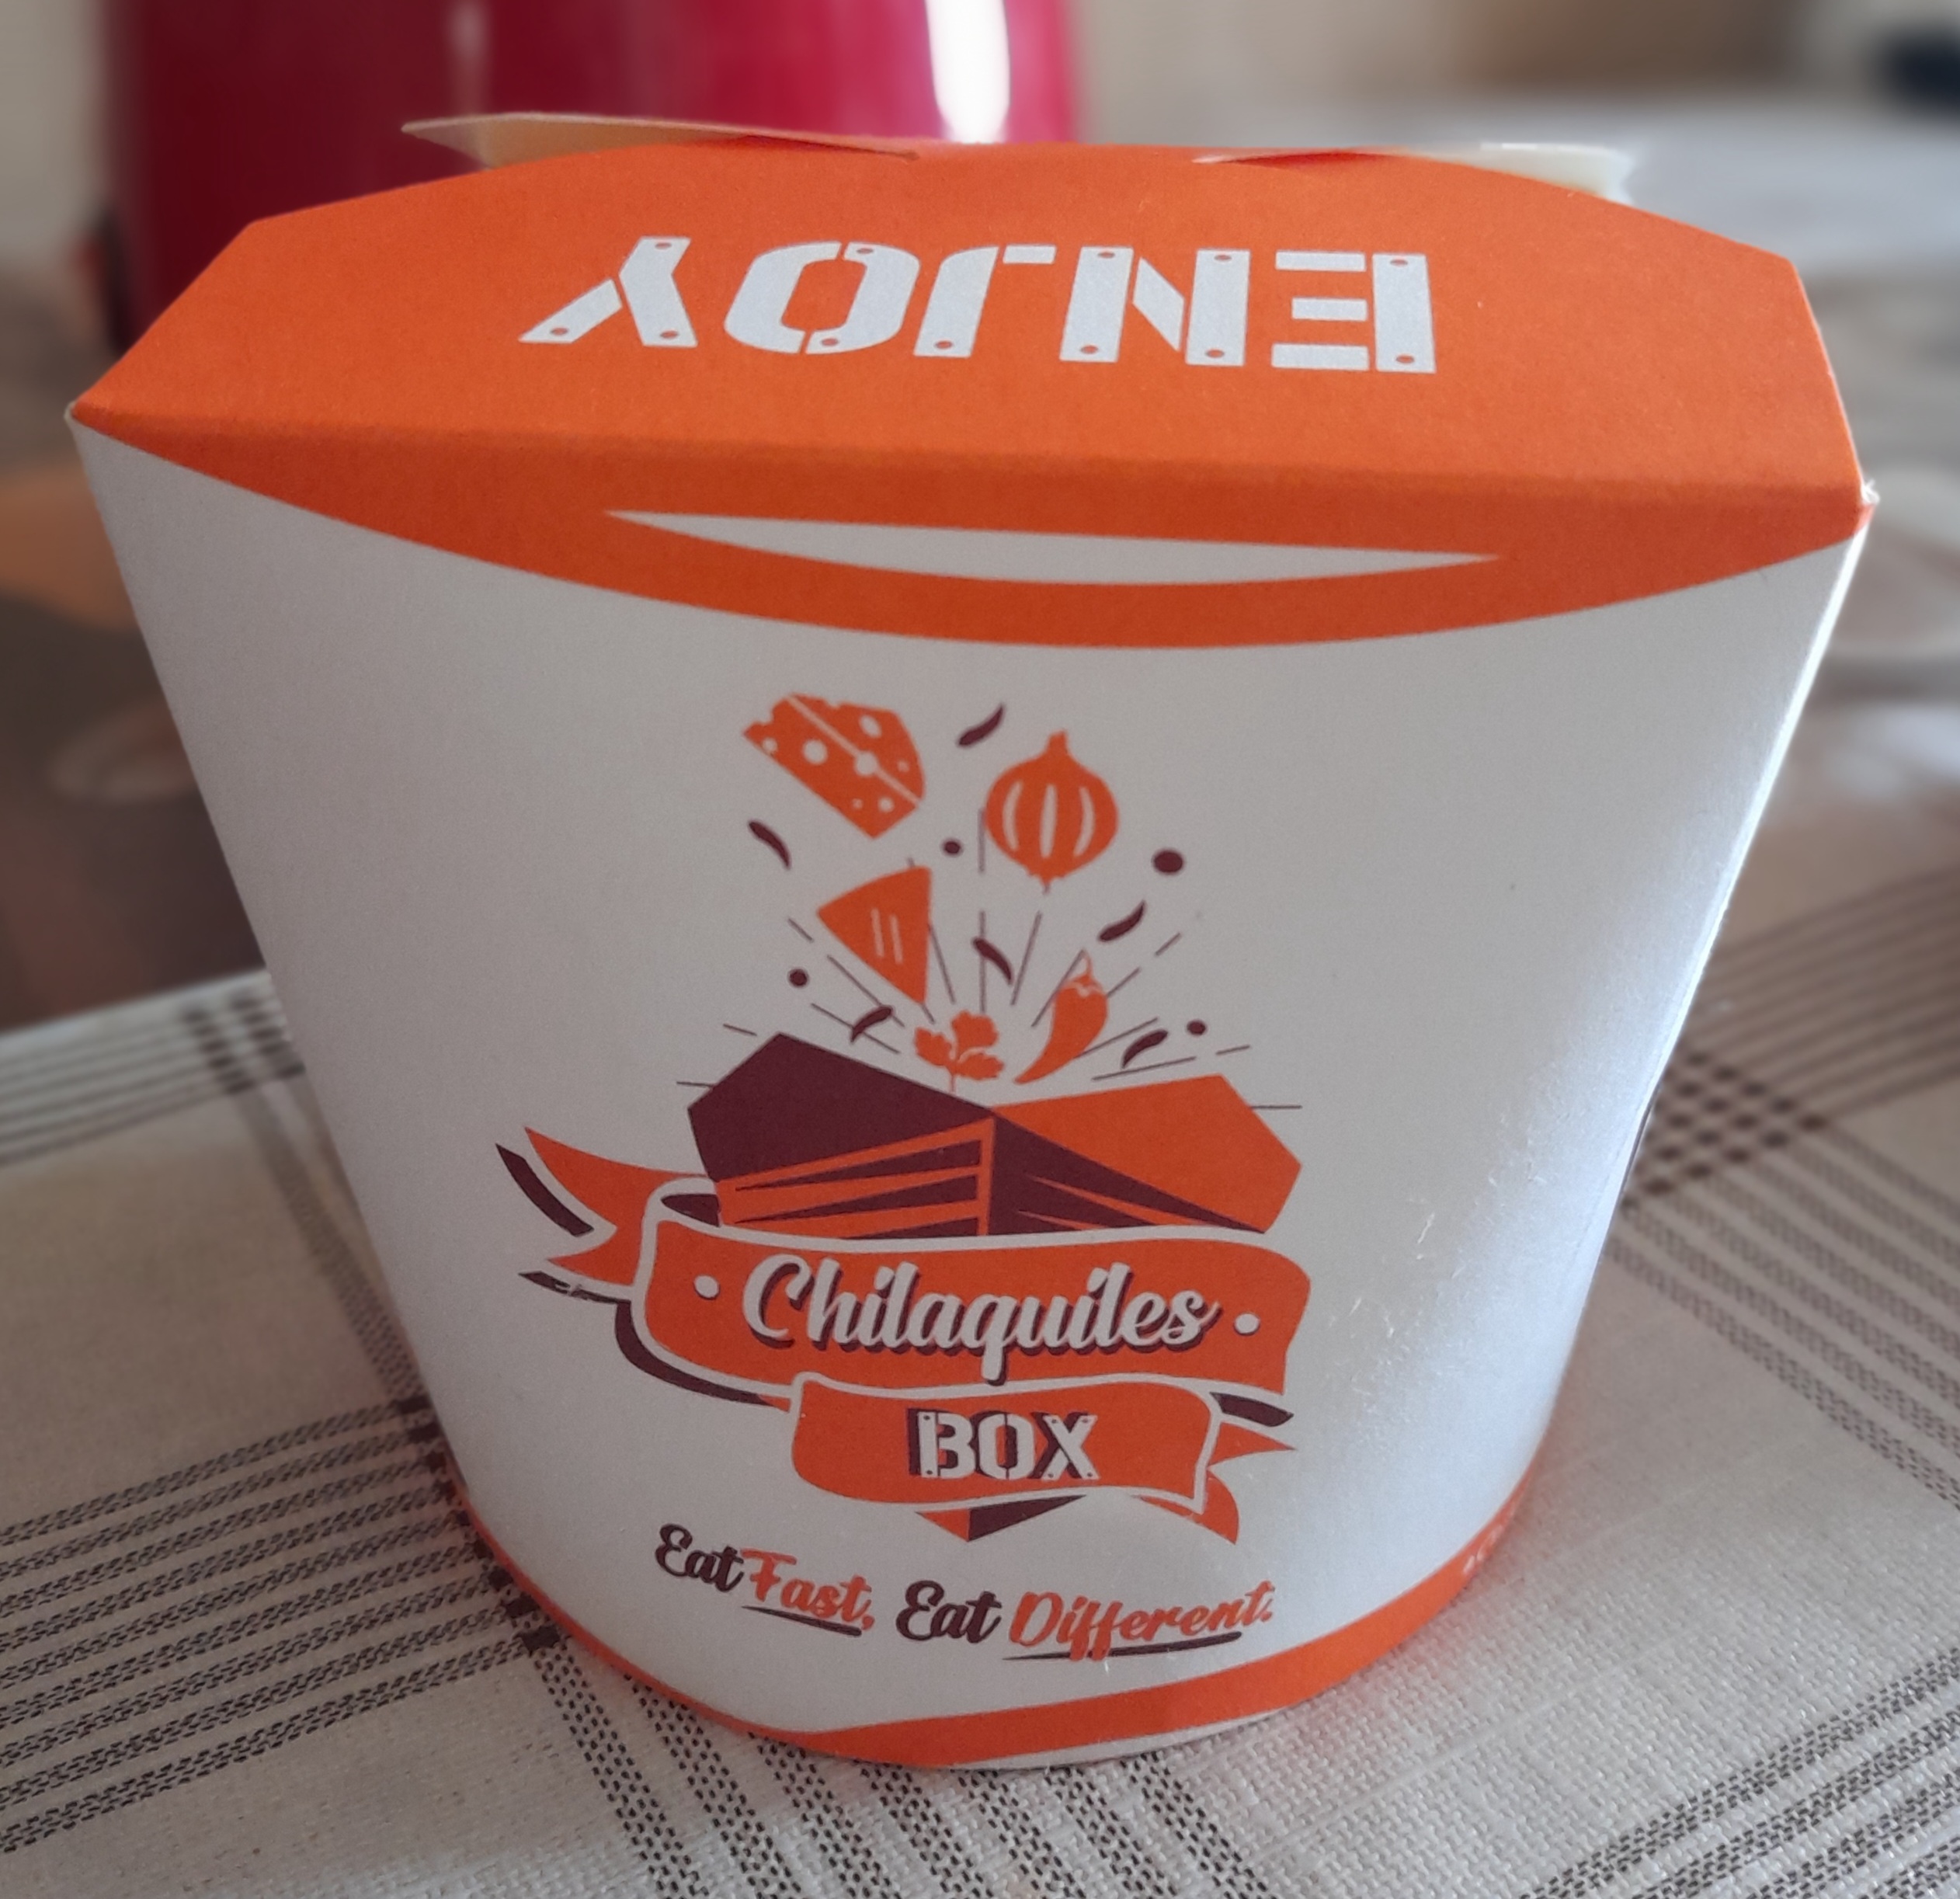 ENJOY
Chilaquiles
BOX
Eat Fast, Eat Different.